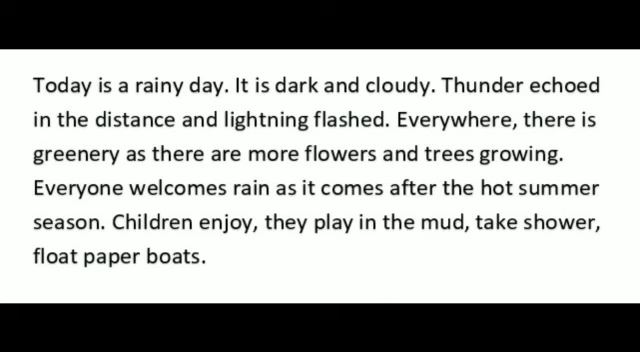 Today is a rainy day. It is dark and cloudy. Thunder echoed
in the distance and lightning flashed. Everywhere, there is
greenery as there are more flowers and trees growing.
Everyone welcomes rain as it comes after the hot summer
season. Children enjoy, they play in the mud, take shower,
float paper boats.